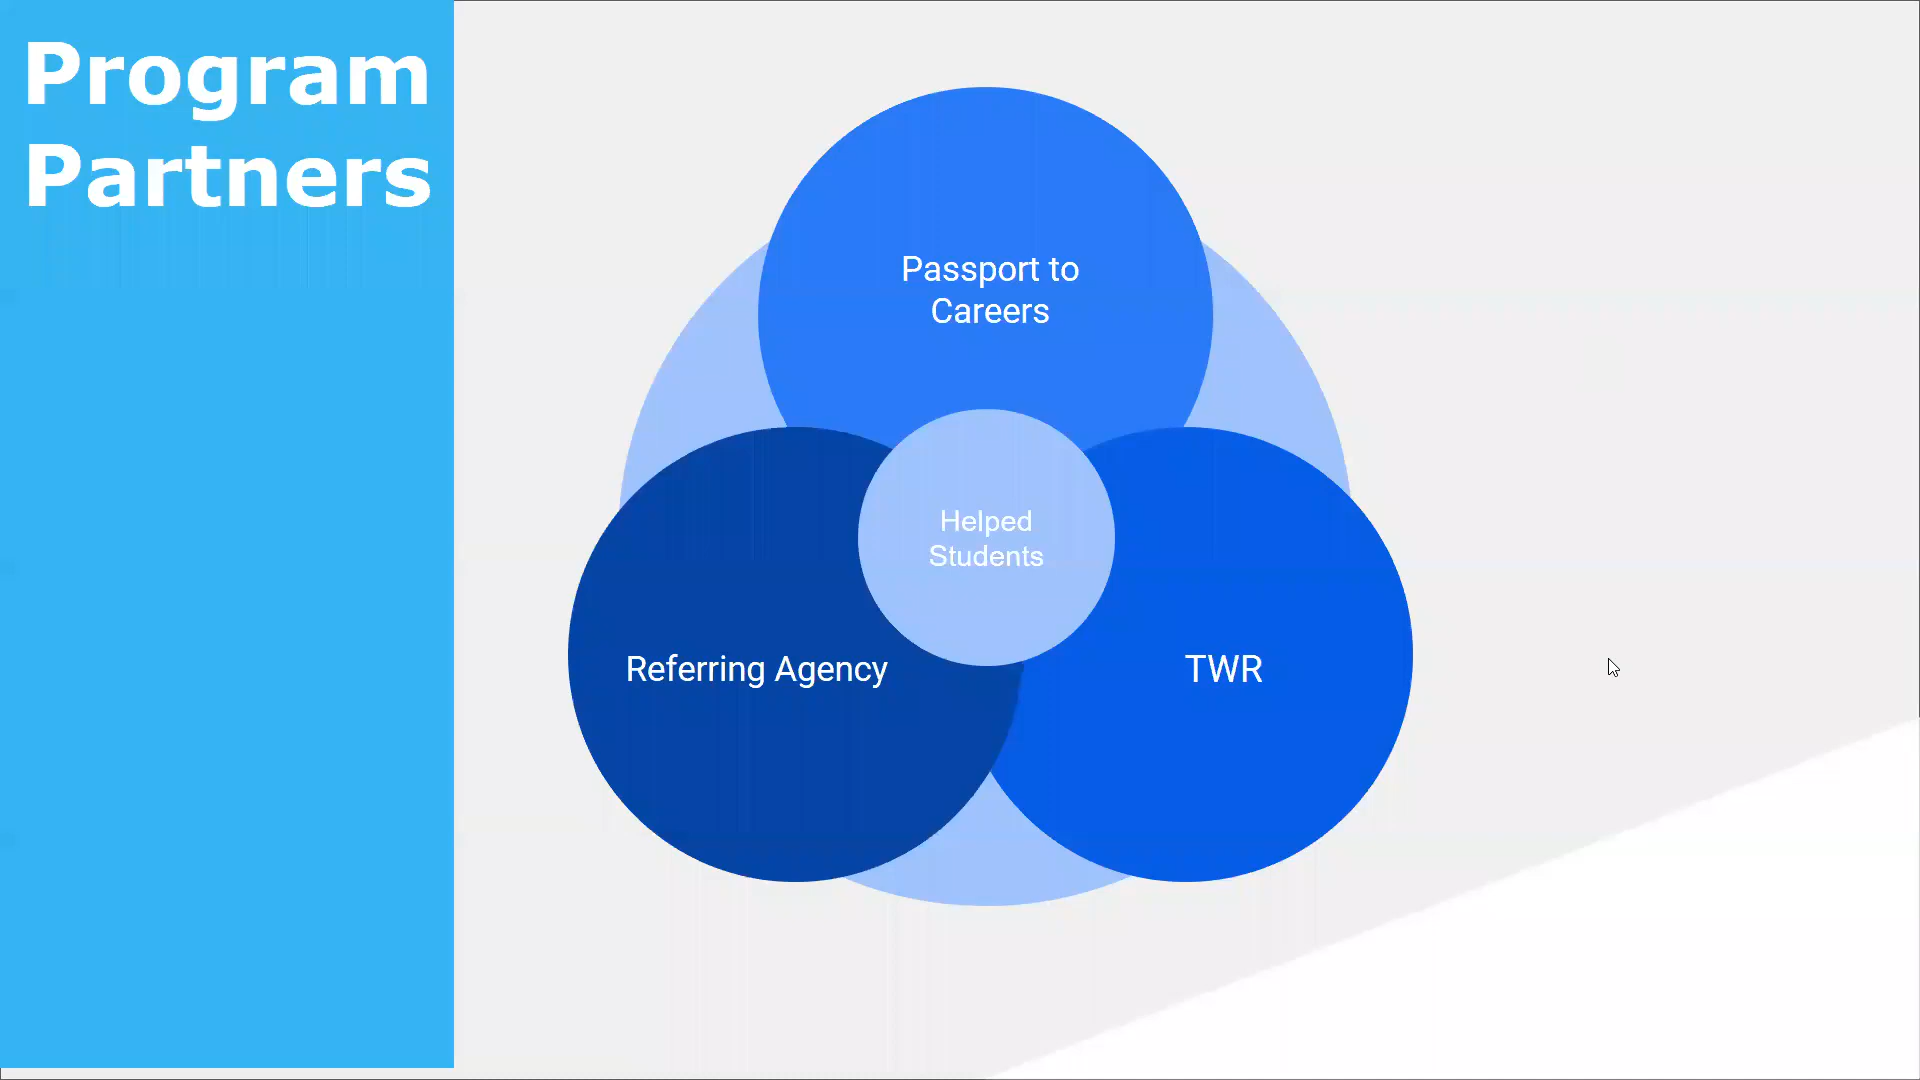 Program
Partners
Passport to
Careers
Helped
Students
Referring Agency
TWR